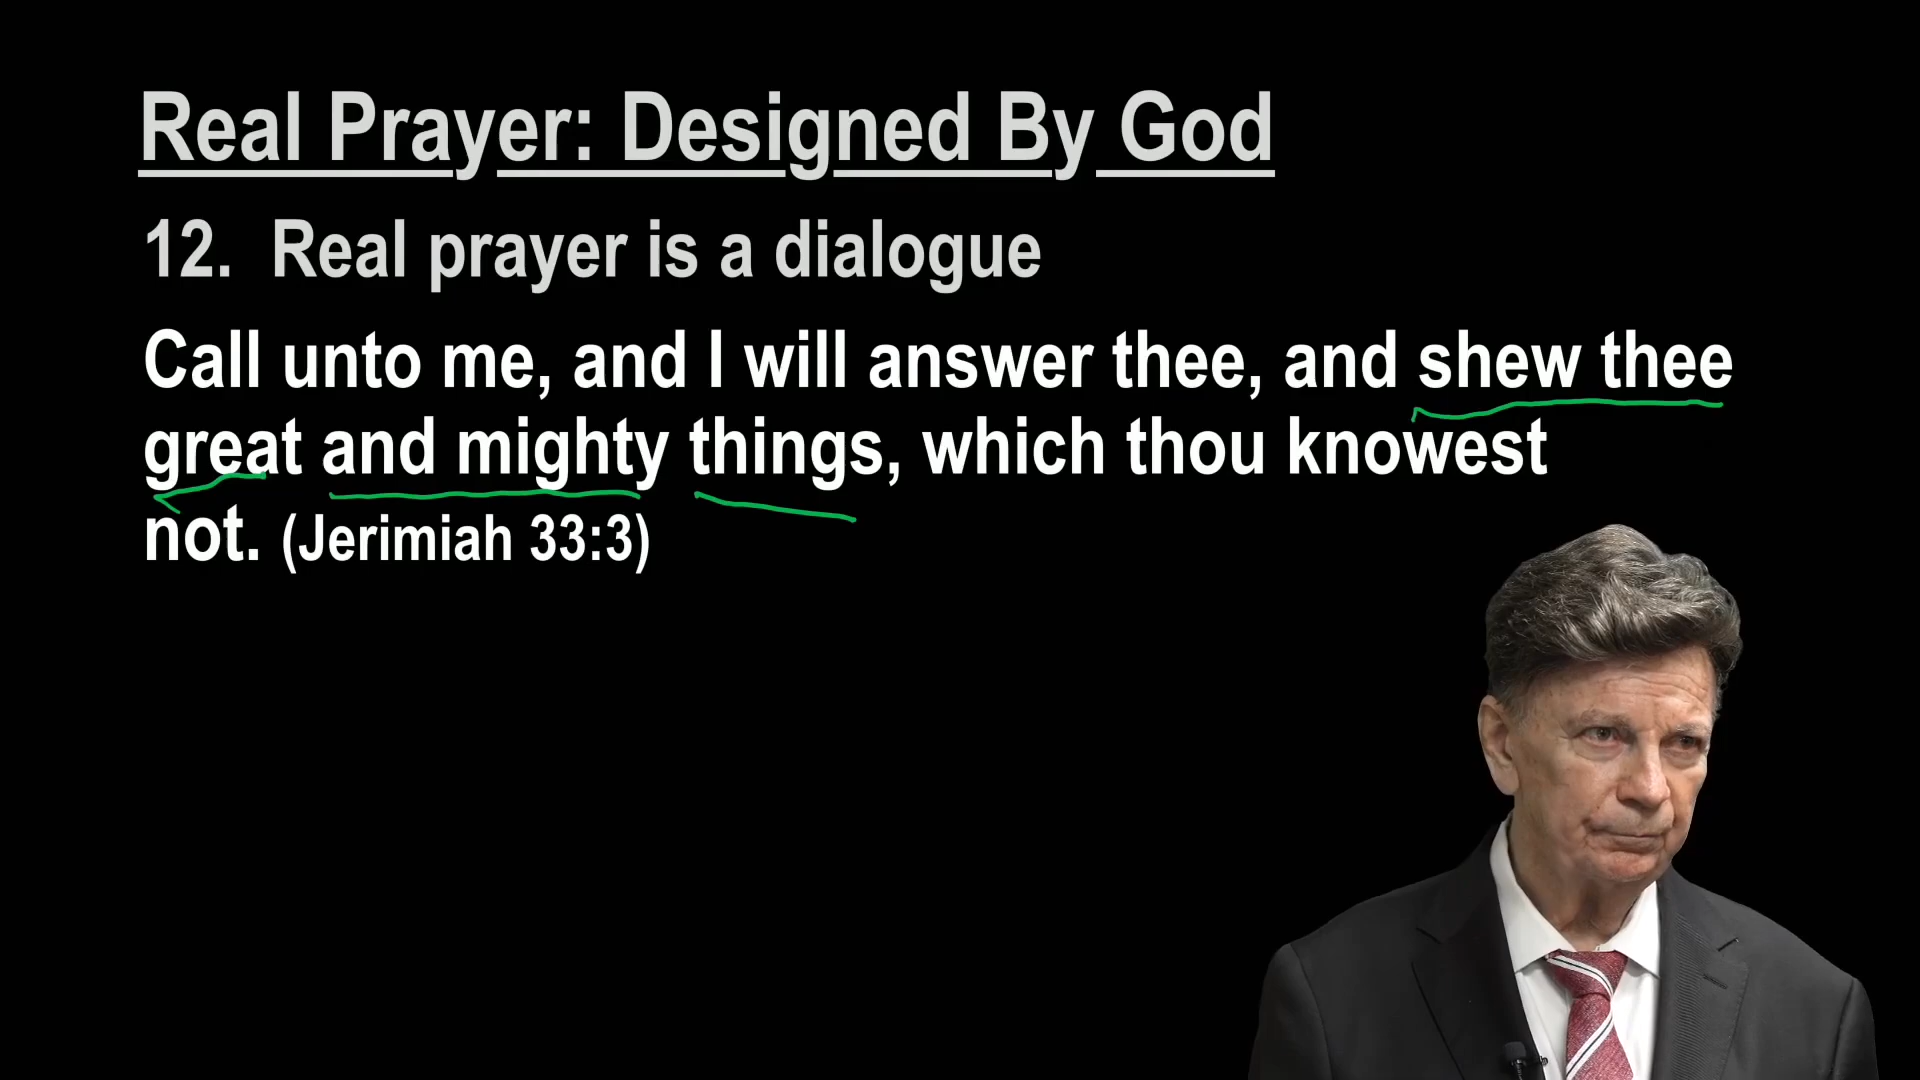 Real Prayer: Designed By God
12. Real prayer is a dialogue
Call unto me, and I will answer thee, and shew thee
great and mighty things, which thou knowest
not. (Jerimiah 33:3)